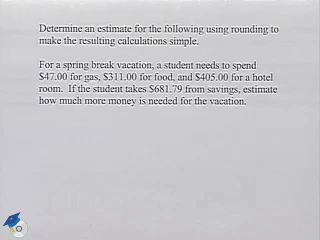 Determine an estimate for the following using rounding to
make the resulting calculations simple.
For a spring break vacation, a student needs to spend
$47.00 for gas, $311.00 for food, and $405.00 for a hotel
room.  If the student takes $681.79 from savings, estimate
how much more money is needed for the vacation.